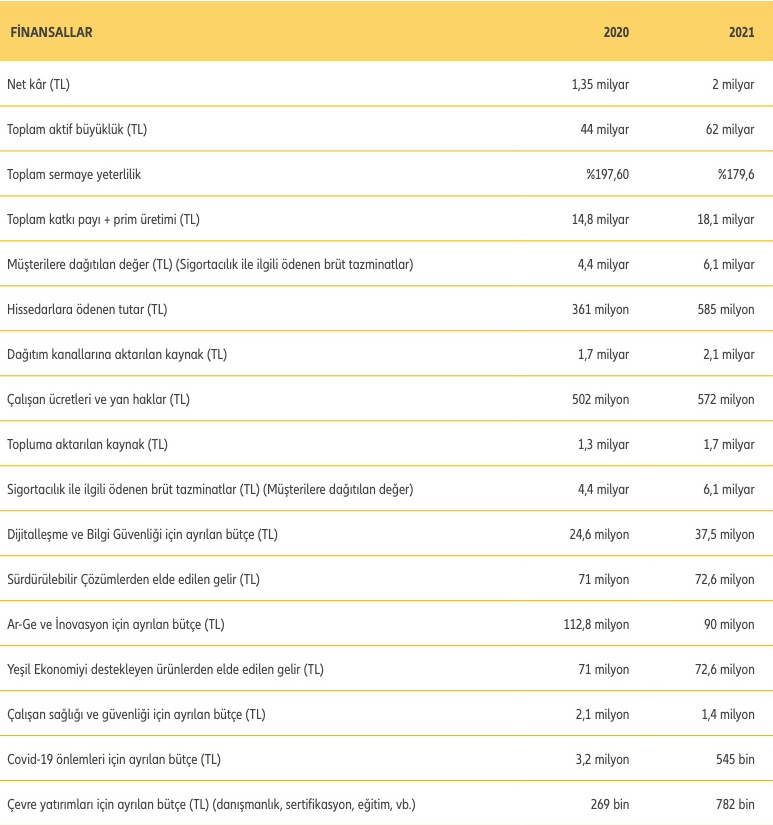 FİNANSALLAR 2020 2021
Net kâr (TL) 1,35 milyar 2 milyar
Toplam aktif büyüklük (TL) 44 milyar 62 milyar
Toplam sermaye yeterlilik %197,60 %179,6
Toplam katkı payı + prim üretimi (TL) 14,8 milyar 18,1 milyar
Müşterilere dağıtılan değer (TL) (Sigortacılık ile ilgili ödenen brüt tazminatlar) 4,4 milyar 6,1 milyar
Hissedarlara ödenen tutar (TL) 361 milyon 585 milyon
Dağıtım kanallarına aktarılan kaynak (TL) 1,7 milyar 2,1 milyar
Çalışan ücretleri ve yan haklar (TL) 502 milyon 572 milyon
Topluma aktarılan kaynak (TL) 1,3 milyar 1,7 milyar
Sigortacılık ile ilgili ödenen brüt tazminatlar (TL) (Müşterilere dağıtılan değer) 4,4 milyar 6,1 milyar
Dijitalleşme ve Bilgi Güvenliği için ayrılan bütçe (TL) 24,6 milyon 37,5 milyon
Sürdürülebilir Çözümlerden elde edilen gelir (TL) 71 milyon 72,6 milyon
Ar-Ge ve İnovasyon için ayrılan bütçe (TL) 112,8 milyon 90 milyon
Yeşil Ekonomiyi destekleyen ürünlerden elde edilen gelir (TL) 71 milyon 72,6 milyon
Çalışan sağlığı ve güvenliği için ayrılan bütçe (TL) 2,1 milyon 1,4 milyon
Covid-19 önlemleri için ayrılan bütçe (TL) 3,2 milyon 545 bin
Çevre yatırımları için ayrılan bütçe (TL) (danışmanlık, sertifikasyon, eğitim, vb.) 269 bin 782 bin